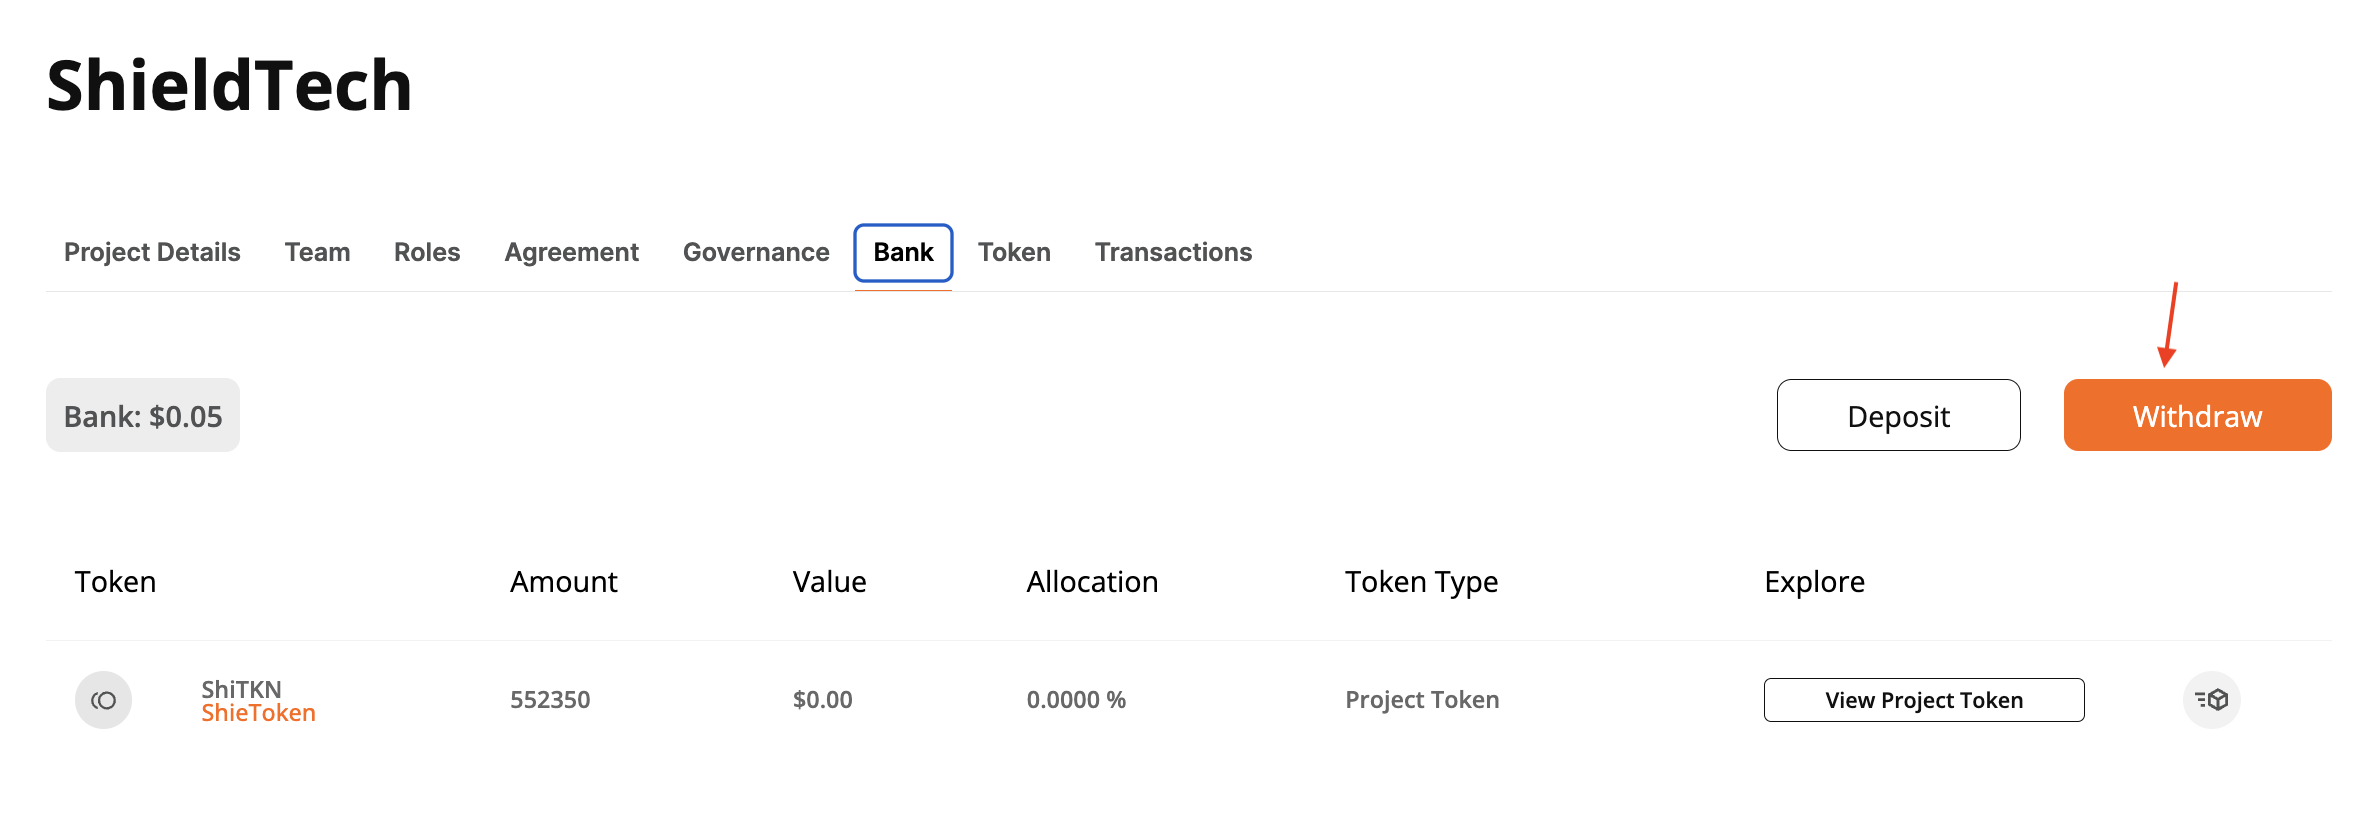 ShieldTech
Project Details Team Roles Agreement Governance Bank Token Transactions
Bank: $0.05 Deposit Withdraw
Token Amount Value Allocation Token Type Explore
ShiTKN
ShieToken 552350 $0.00 0.0000 % Project Token View Project Token